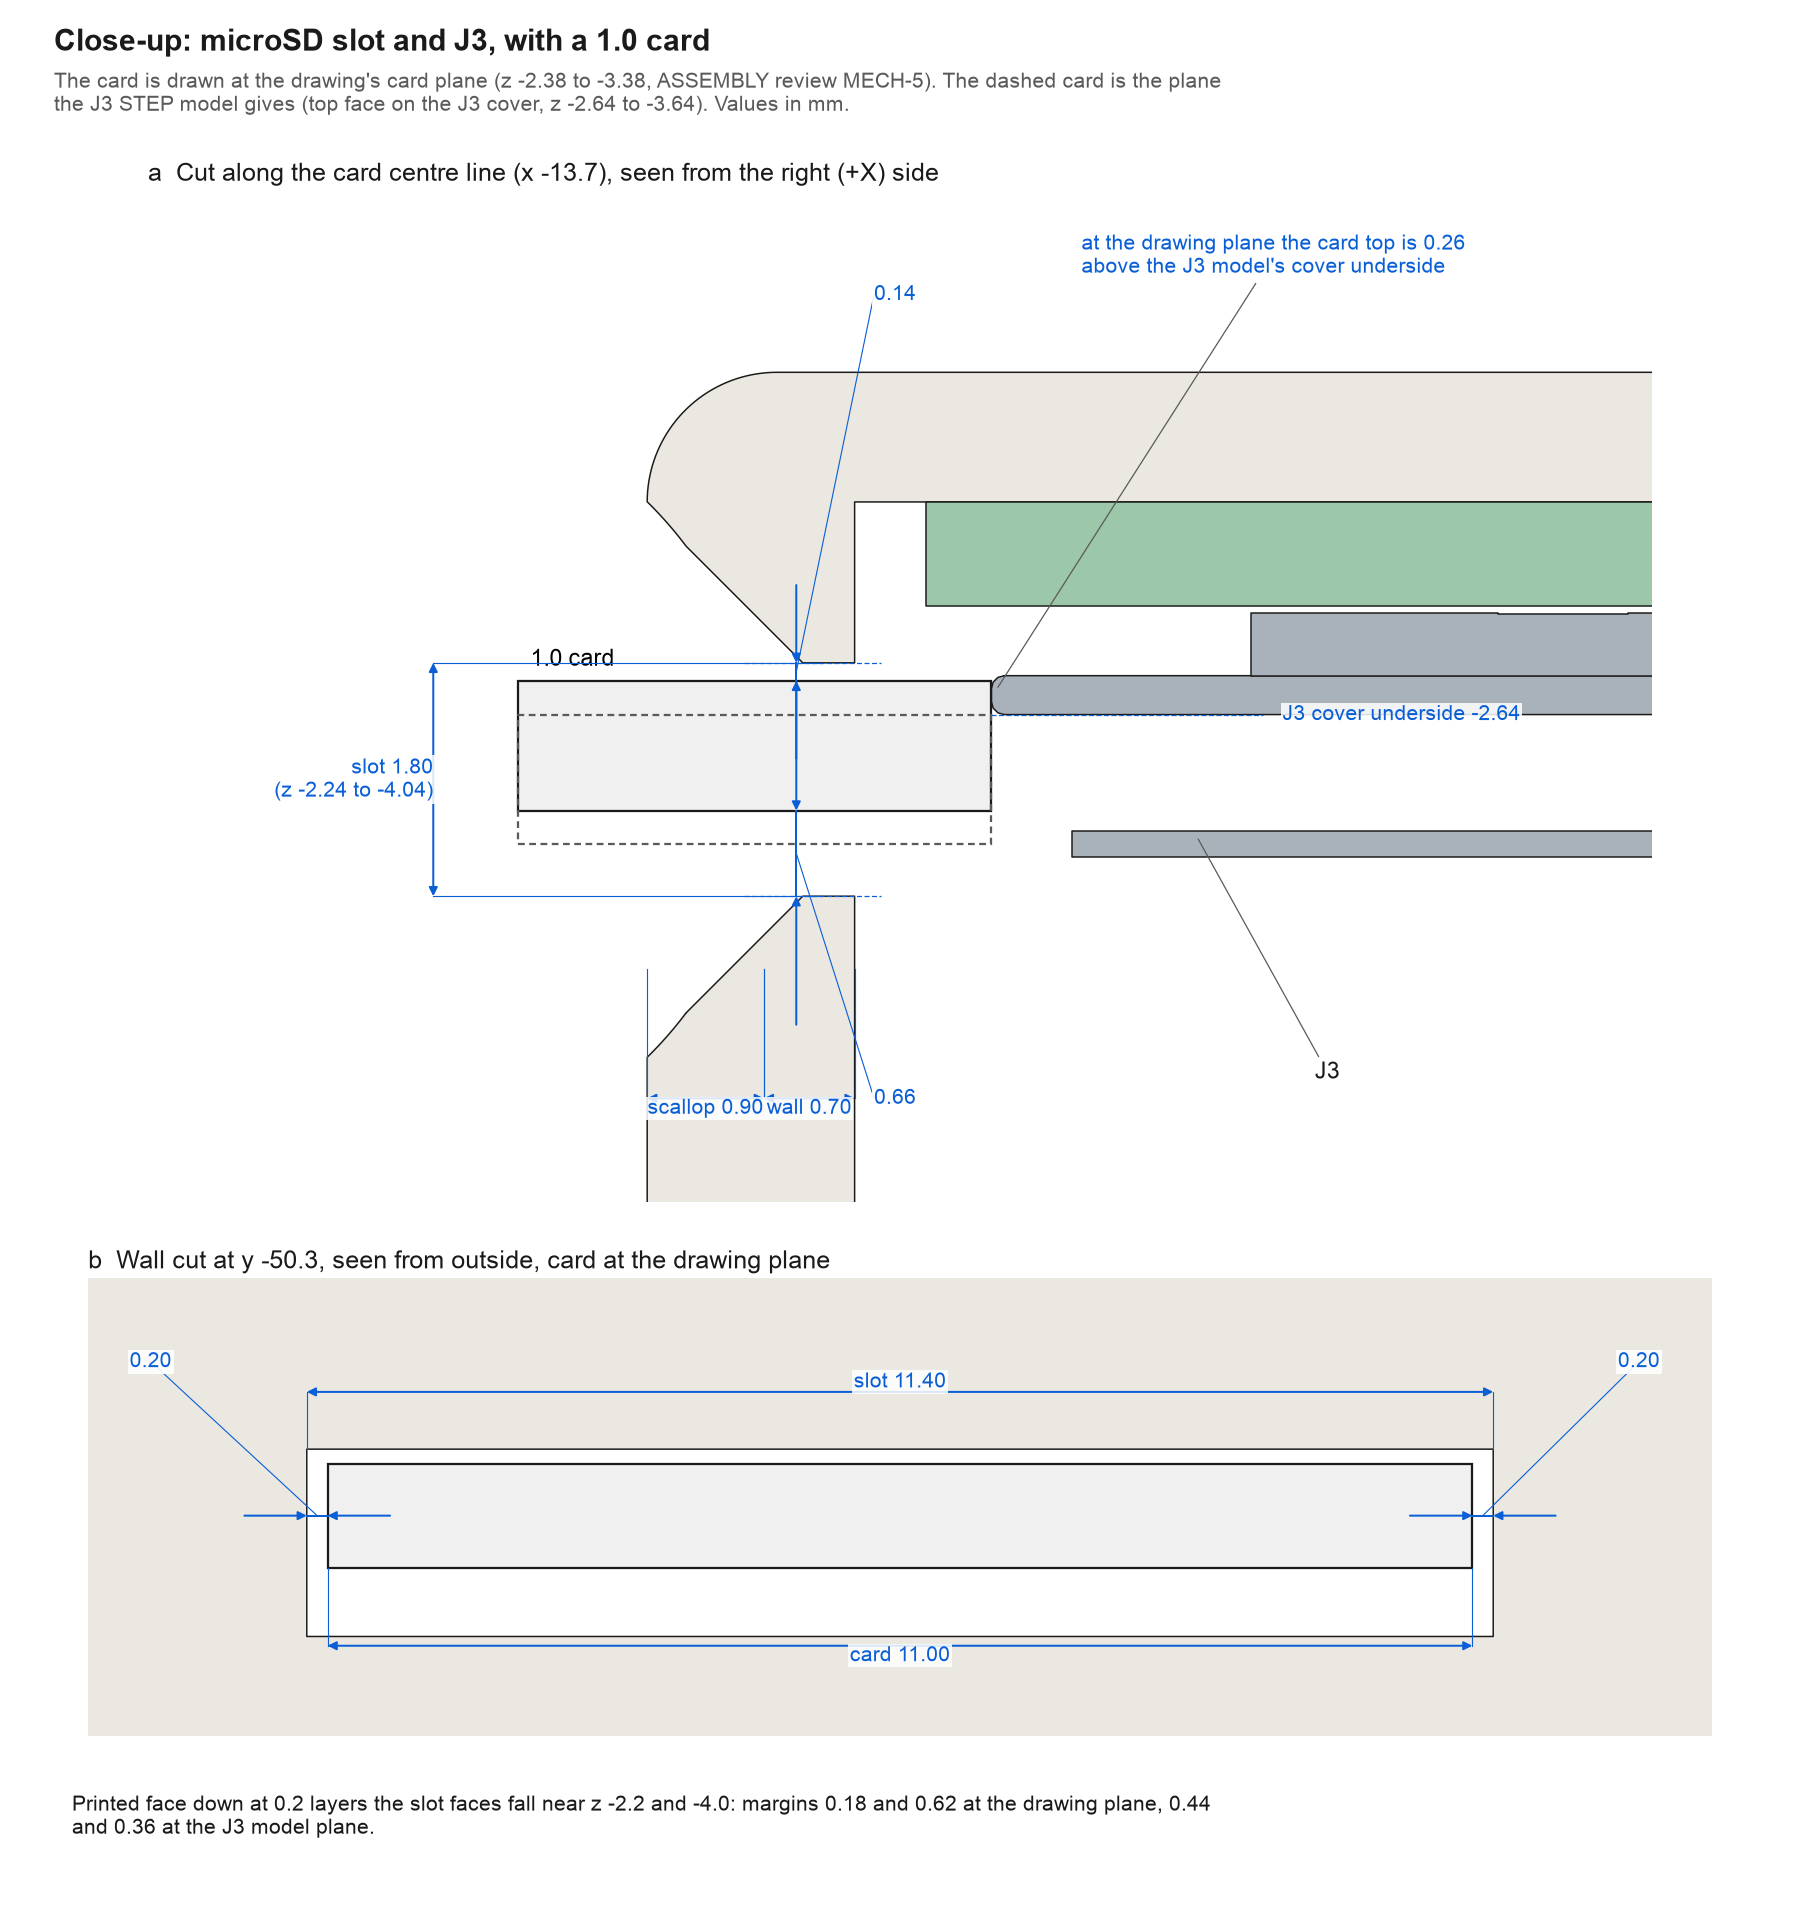 Close-up: microSD slot and J3, with a 1.0 card
The card is drawn at the drawing's card plane (z -2.38 to -3.38, ASSEMBLY review MECH-5). The dashed card is the plane
the J3 STEP model gives (top face on the J3 cover, z -2.64 to -3.64). Values in mm.
a Cut along the card centre line (x -13.7), seen from the right (+X) side
at the drawing plane the card top is 0.26
above the J3 model's cover underside
0.14
1.0 card
J3 cover underside -2.64
slot 1.80
(z -2.24 to -4.04)
J3
scallop 0.90
wall 0.70
0.66
b Wall cut at y -50.3, seen from outside, card at the drawing plane
0.20
0.20
slot 11.40
card 11.00
Printed face down at 0.2 layers the slot faces fall near z -2.2 and -4.0: margins 0.18 and 0.62 at the drawing plane, 0.44
and 0.36 at the J3 model plane.